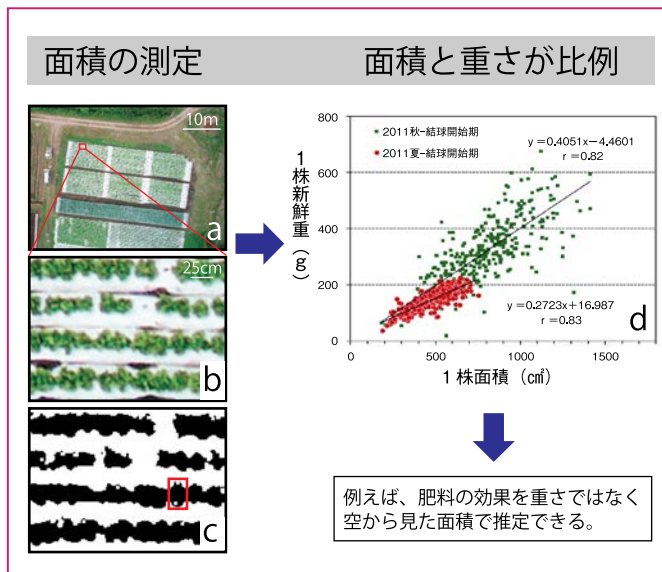 面積の測定
面積と重さが比例
10m
a
25cm
b
c
800
600
400
200
0
1株新鮮重（g）
2011秋-結球開始期
2011夏-結球開始期
y =0.4051x−4.4601
r =0.82
y =0.2723x+16.987
r =0.83
d
0 500 1000 1500
1株面積（c㎡）
例えば、肥料の効果を重さではなく
空から見た面積で推定できる。